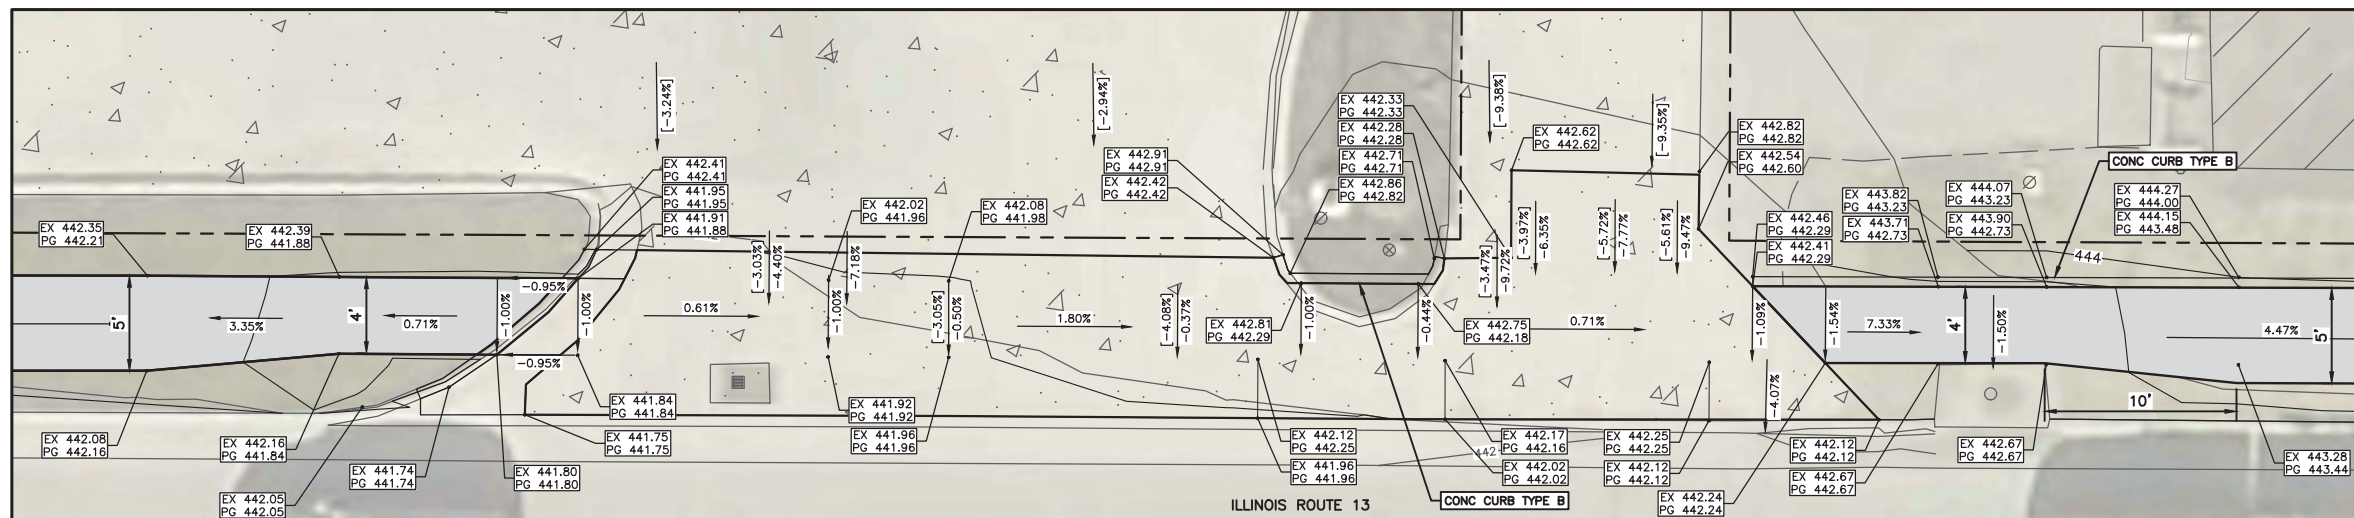 [-3.24%]
[-2.94%]
[-9.38%]
[-9.35%]
EX 442.33
PG 442.33
EX 442.28
PG 442.28
EX 442.71
PG 442.71
EX 442.86
PG 442.82
EX 442.62
PG 442.62
EX 442.82
PG 442.82
EX 442.54
PG 442.60
CONC CURB TYPE B
EX 442.41
PG 442.41
EX 441.95
PG 441.95
EX 441.91
PG 441.88
EX 442.91
PG 442.91
EX 442.42
PG 442.42
EX 442.02
PG 441.96
EX 442.08
PG 441.98
EX 443.82
PG 443.23
EX 443.71
PG 442.73
EX 444.07
PG 443.23
EX 443.90
PG 442.73
EX 444.27
PG 444.00
EX 444.15
PG 443.48
EX 442.46
PG 442.29
EX 442.41
PG 442.29
EX 442.35
PG 442.21
EX 442.39
PG 441.88
444
[-3.03%]
-4.40%
-7.18%
[-3.47%]
-9.72%
[-3.97%]
-6.35%
[-5.72%]
-7.77%
[-5.61%]
-9.47%
5'
3.35%
4'
0.71%
-0.95%
-1.00%
-1.00%
-0.95%
0.61%
-1.00%
[-3.05%]
-0.50%
1.80%
[-4.08%]
-0.37%
EX 442.81
PG 442.29
-1.00%
-0.44%
EX 442.75
PG 442.18
0.71%
-1.09%
-1.54%
7.33%
4'
-1.50%
4.47%
5'
-4.07%
10'
EX 442.08
PG 442.16
EX 442.16
PG 441.84
EX 442.05
PG 442.05
EX 441.74
PG 441.74
EX 441.80
PG 441.80
EX 441.84
PG 441.84
EX 441.75
PG 441.75
EX 441.92
PG 441.92
EX 441.96
PG 441.96
EX 442.12
PG 442.25
EX 441.96
PG 441.96
442
EX 442.17
PG 442.16
EX 442.02
PG 442.02
EX 442.25
PG 442.25
EX 442.12
PG 442.12
EX 442.24
PG 442.24
EX 442.12
PG 442.12
EX 442.67
PG 442.67
EX 442.67
PG 442.67
EX 443.28
PG 443.44
ILLINOIS ROUTE 13
CONC CURB TYPE B